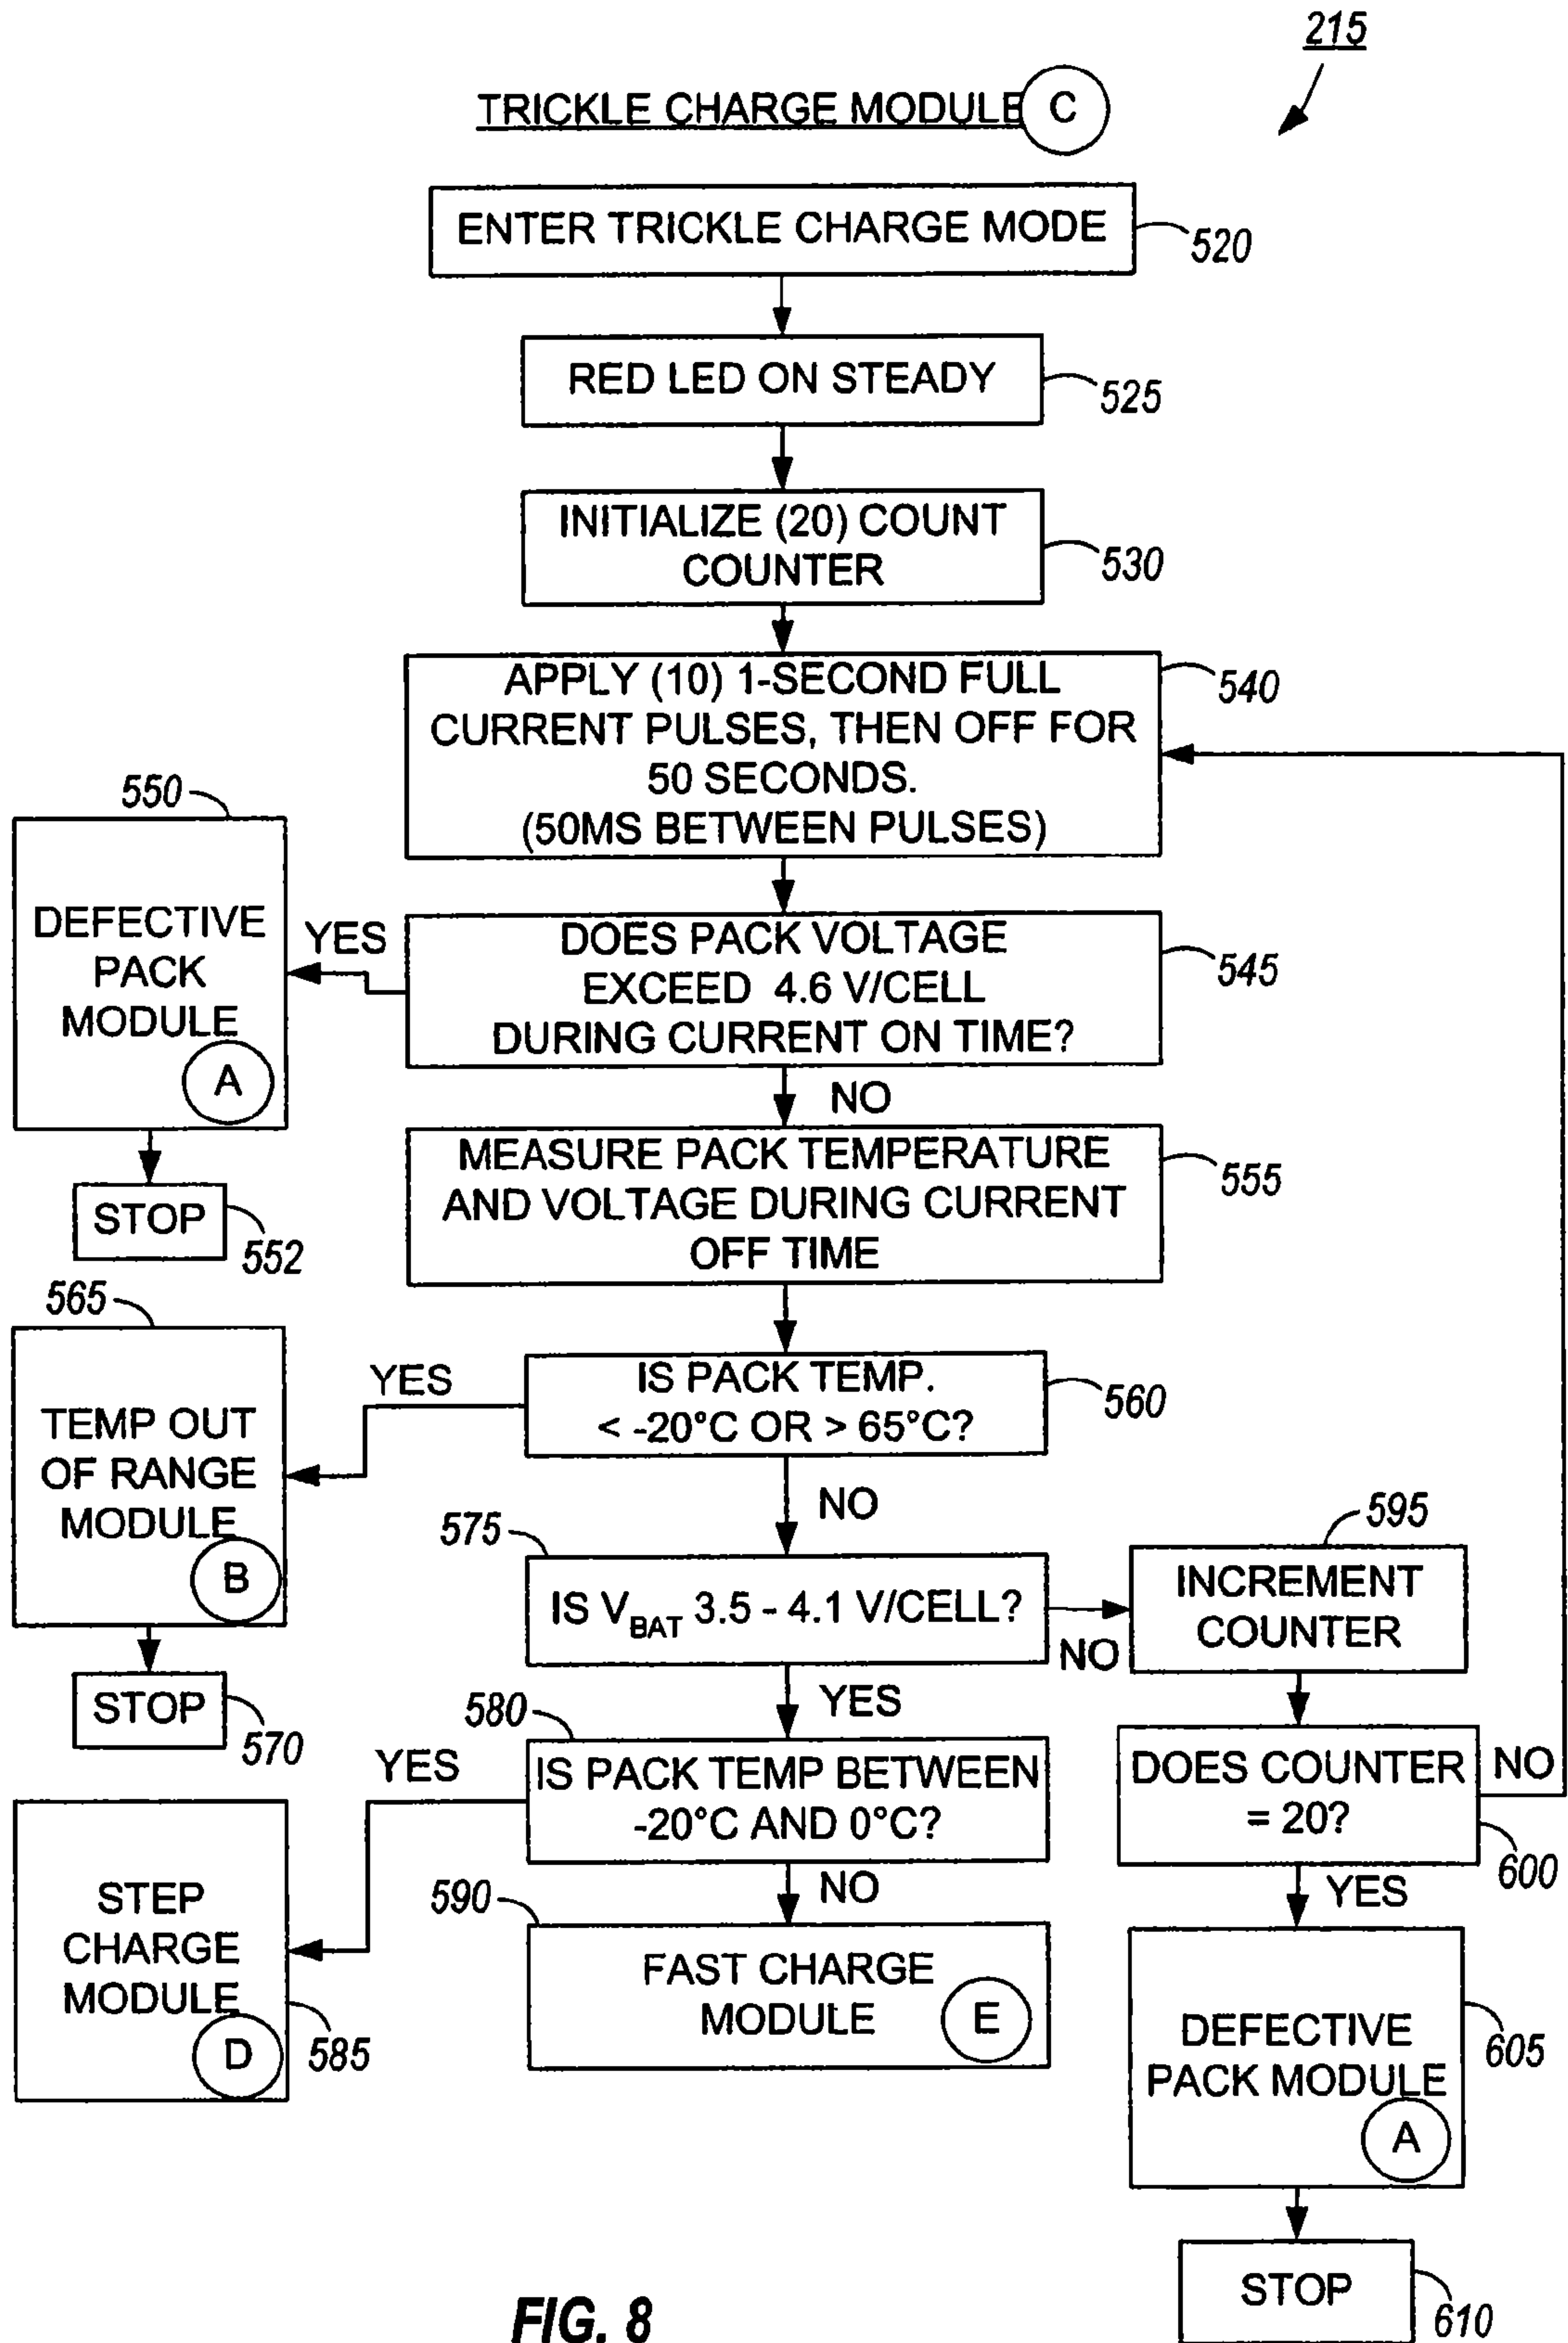 215
TRICKLE CHARGE MODULE C
ENTER TRICKLE CHARGE MODE
520
RED LED ON STEADY
525
INITIALIZE (20) COUNT
COUNTER
530
APPLY (10) 1-SECOND FULL
CURRENT PULSES, THEN OFF FOR
50 SECONDS.
(50MS BETWEEN PULSES)
540
550
DEFECTIVE
PACK
MODULE
A
YES
DOES PACK VOLTAGE
EXCEED 4.6 V/CELL
DURING CURRENT ON TIME?
545
NO
STOP
552
MEASURE PACK TEMPERATURE
AND VOLTAGE DURING CURRENT
OFF TIME
555
565
TEMP OUT
OF RANGE
MODULE
B
YES
IS PACK TEMP.
< -20°C OR > 65°C?
560
NO
STOP
570
575
IS VBAT 3.5 - 4.1 V/CELL?
NO
595
INCREMENT
COUNTER
YES
580
IS PACK TEMP BETWEEN
-20°C AND 0°C?
YES
STEP
CHARGE
MODULE
D
585
NO
590
FAST CHARGE
MODULE
E
DOES COUNTER
= 20?
NO
600
YES
DEFECTIVE
PACK MODULE
A
605
STOP
610
FIG. 8